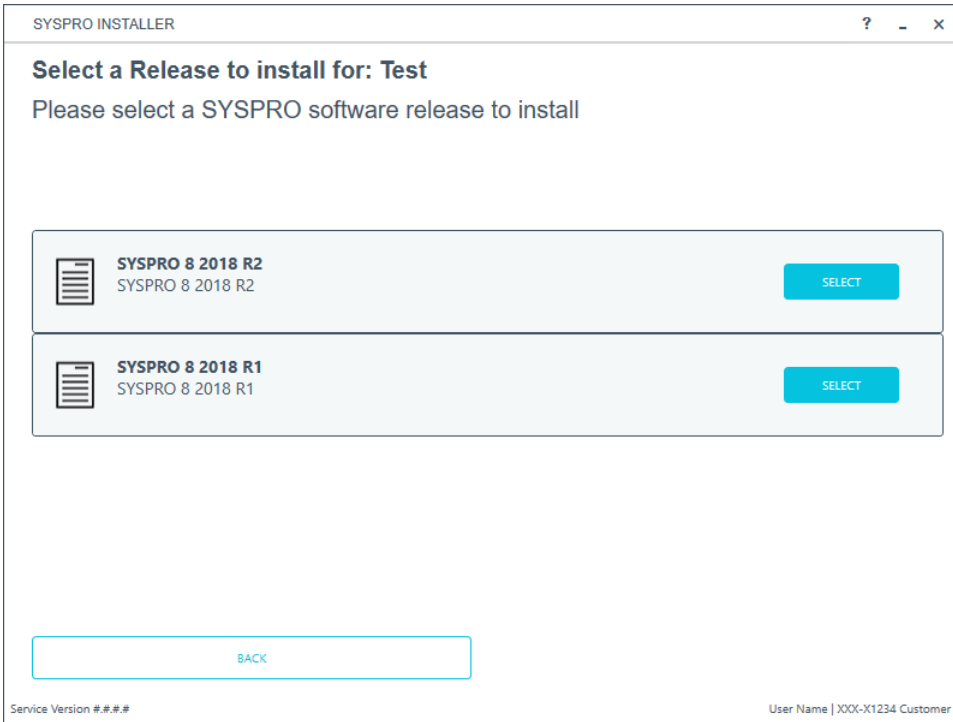 SYSPRO INSTALLER ? - ×
Select a Release to install for: Test
Please select a SYSPRO software release to install
SYSPRO 8 2018 R2
SYSPRO 8 2018 R2
SELECT
SYSPRO 8 2018 R1
SYSPRO 8 2018 R1
SELECT
BACK
Service Version #.#.#.#
User Name | XXX-X1234 Customer